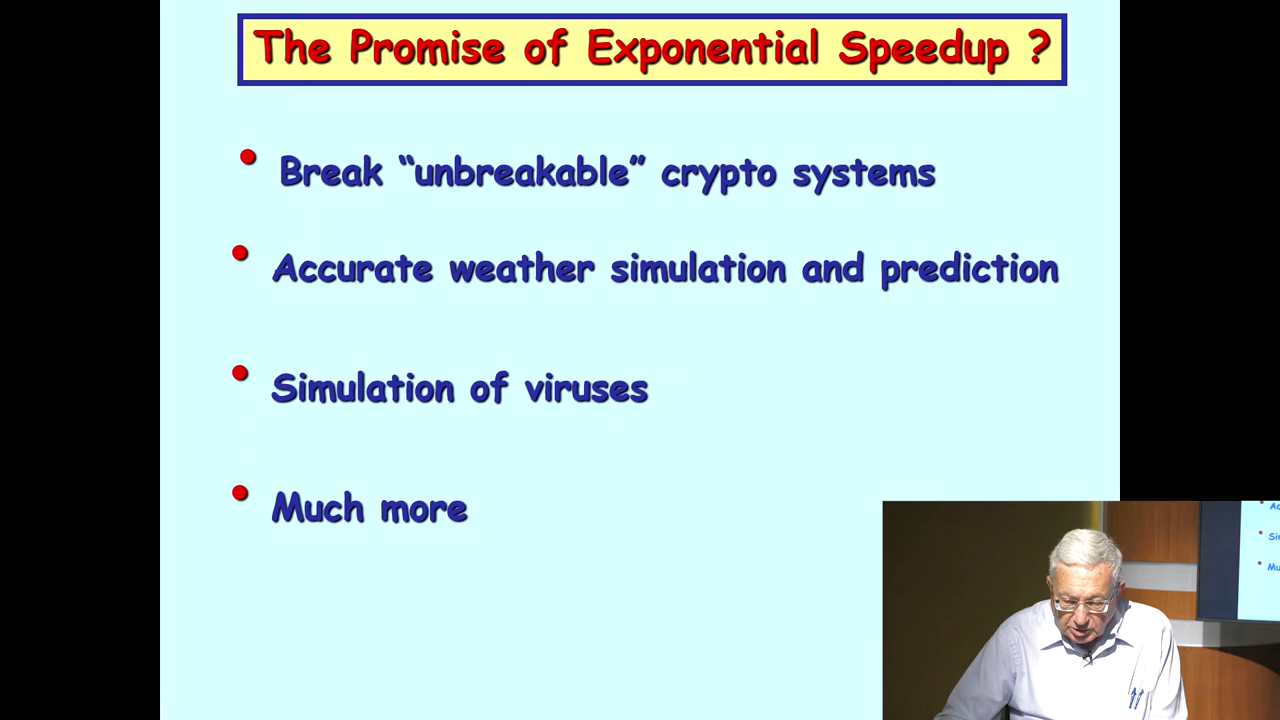 The Promise of Exponential Speedup ?
• Break “unbreakable” crypto systems
• Accurate weather simulation and prediction
• Simulation of viruses
• Much more